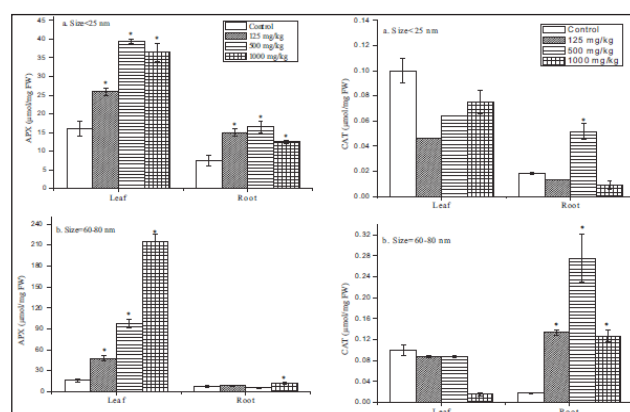 a. Size<25 nm
Control
125 mg/kg
500 mg/kg
1000 mg/kg
APX (μmol/mg FW)
45
40
35
30
25
20
15
10
5
0
* * * * * *
Leaf Root
a. Size<25 nm
Control
125 mg/kg
500 mg/kg
1000 mg/kg
CAT (μmol/mg FW)
0.14
0.12
0.10
0.08
0.06
0.04
0.02
0.00
*
Leaf Root
b. Size=60-80 nm
APX (μmol/mg FW)
240
210
180
150
120
90
60
30
0
* * * *
Leaf Root
b. Size=60-80 nm
CAT (μmol/mg FW)
0.32
0.28
0.24
0.20
0.16
0.12
0.08
0.04
0.00
* * *
Leaf Root